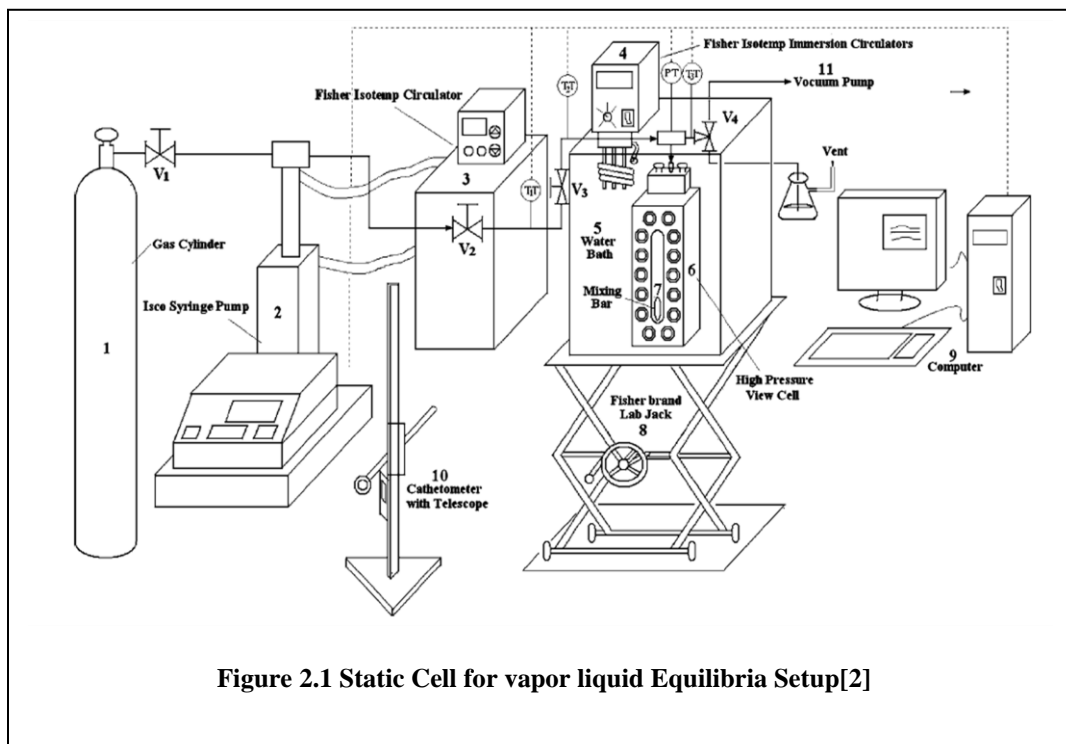 4
Fisher Isotemp Immersion Circulators
11
Vacuum Pump
Fisher Isotemp Circulator
PT
V4
V1
3
V3
Vent
V2
Gas Cylinder
5
Water
Bath
6
Isco Syringe Pump
2
Mixing
Bar
7
1
9
Computer
High Pressure
View Cell
Fisher brand
Lab Jack
8
10
Cathetometer
with Telescope
Figure 2.1 Static Cell for vapor liquid Equilibria Setup[2]